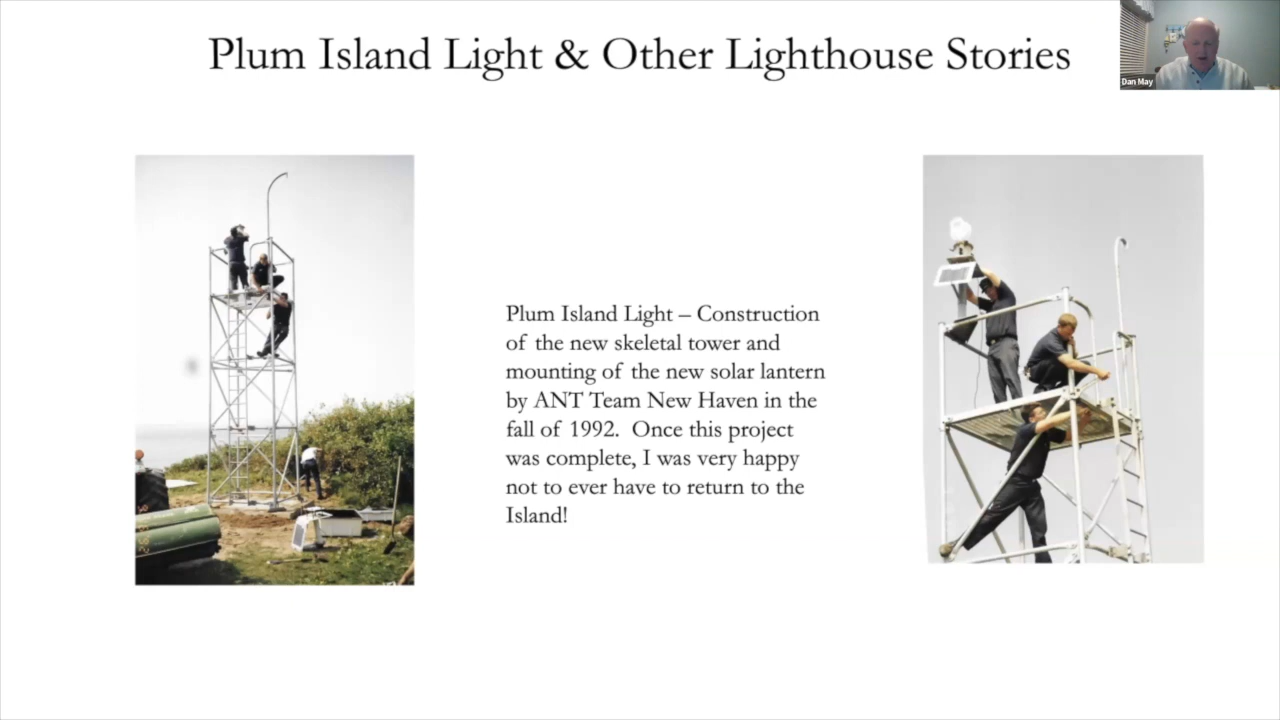 Plum Island Light & Other Lighthouse Stories
Dan May
Plum Island Light – Construction
of the new skeletal tower and
mounting of the new solar lantern
by ANT Team New Haven in the
fall of 1992.  Once this project
was complete, I was very happy
not to ever have to return to the
Island!